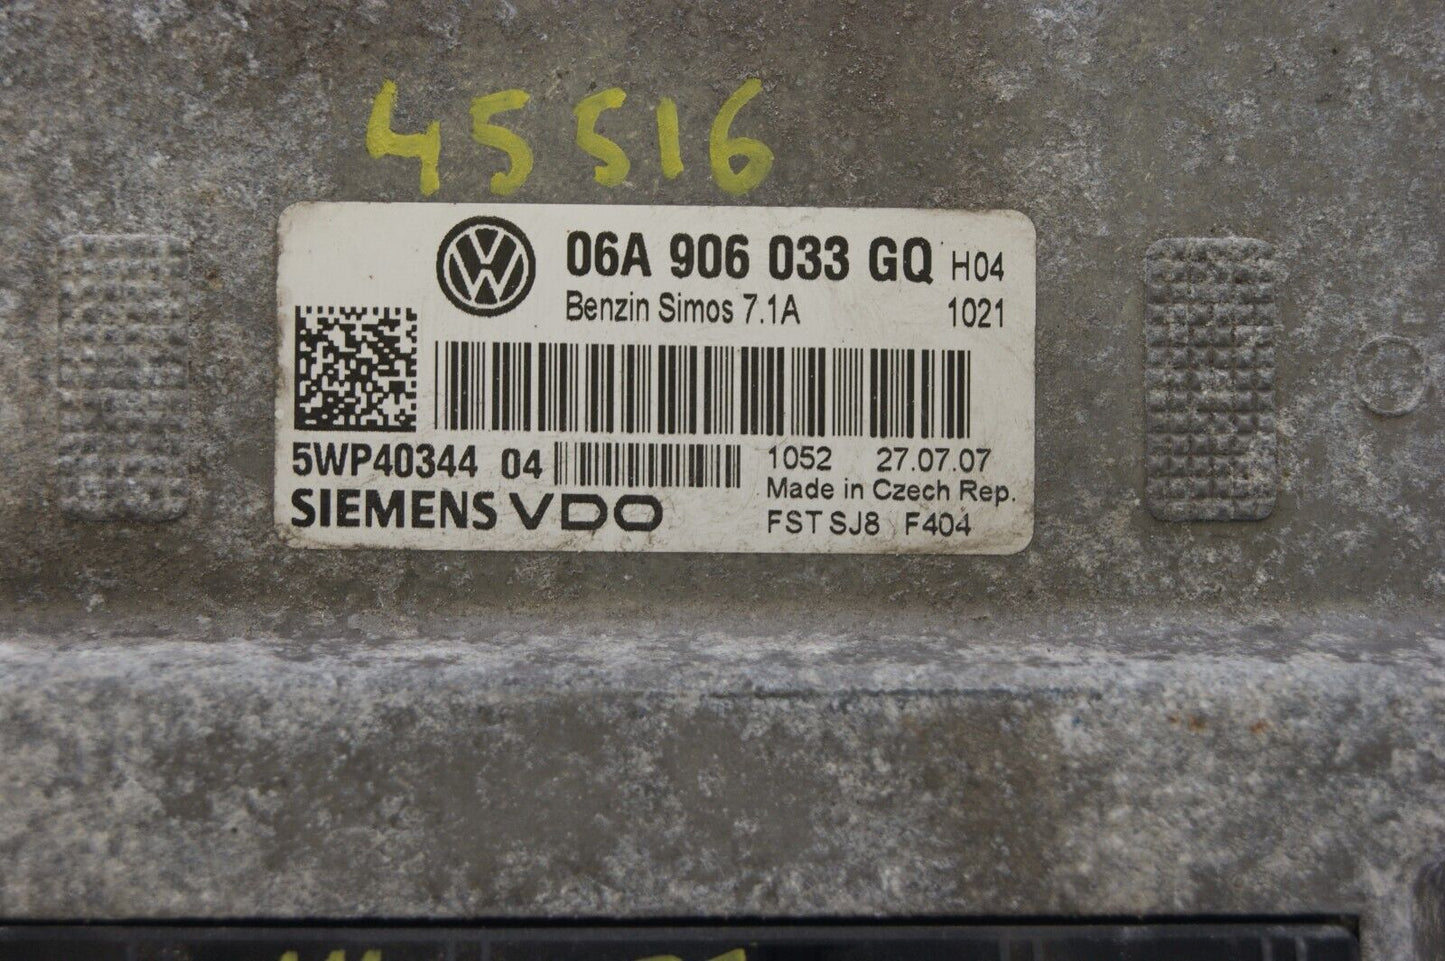 45516
06A 906 033 GQ H04
Benzin Simos 7.1A 1021
5WP40344 04 1052 27.07.07
Made in Czech Rep.
SIEMENS VDO FST SJ8 F404